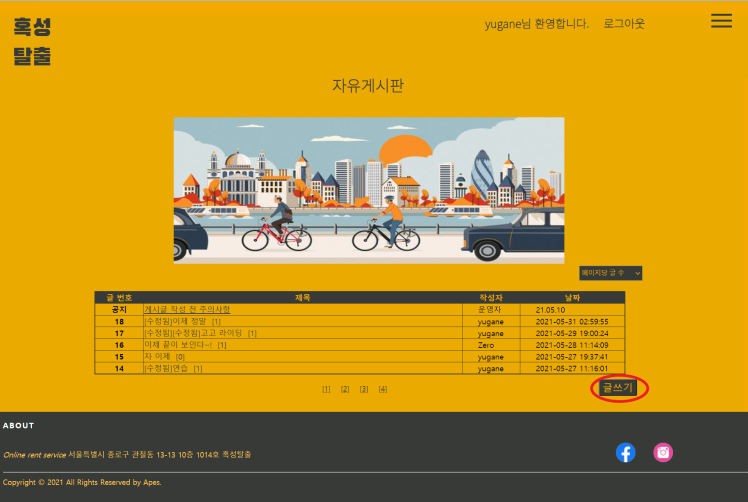 혹성
탈출
yugane님 환영합니다. 로그아웃
자유게시판
페이지당 글 수
글 번호 제목 작성자 날짜
공지 게시글 작성 전 주의사항 운영자 21.05.10
18 [수정됨]이제 정말 [1] yugane 2021-05-31 02:59:55
17 [수정됨][수정됨]고고 라이딩 [1] yugane 2021-05-29 19:00:24
16 이제 끝이 보인다~! [1] Zero 2021-05-28 11:14:09
15 자 이제 [0] yugane 2021-05-27 19:37:41
14 [수정됨]연습 [1] yugane 2021-05-27 11:16:01
[1] [2] [3] [4]
글쓰기
ABOUT
Online rent service 서울특별시 종로구 관철동 13-13 10층 1014호 혹성탈출
Copyright © 2021 All Rights Reserved by Apes.